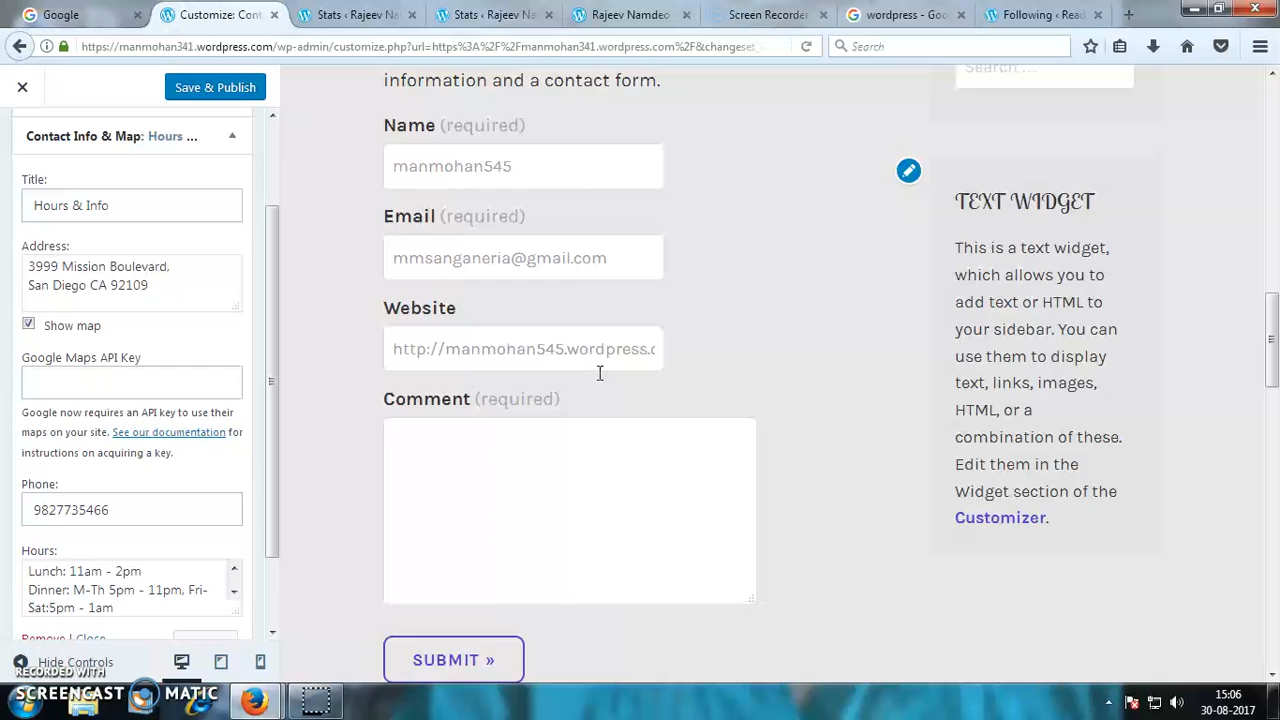 Google
Customize: Cont
Stats ‹ Rajeev Namd
Stats ‹ Rajeev Nam
Rajeev Namdeo –
Screen Recorder
wordpress - Goo
Following ‹ Read
https://manmohan341.wordpress.com/wp-admin/customize.php?url=https%3A%2F%2Fmanmohan341.wordpress.com%2F&changeset_
Search
Save & Publish
Contact Info & Map: Hours ...
Title:
Hours & Info
Address:
3999 Mission Boulevard,
San Diego CA 92109
Show map
Google Maps API Key
Google now requires an API key to use their
maps on your site. See our documentation for
instructions on acquiring a key.
Phone:
9827735466
Hours:
Lunch: 11am - 2pm
Dinner: M-Th 5pm - 11pm, Fri-
Sat:5pm - 1am
Remove | Close
Hide Controls
information and a contact form.
Name (required)
manmohan545
Email (required)
mmsanganeria@gmail.com
Website
http://manmohan545.wordpress.c
Comment (required)
SUBMIT »
Search …
TEXT WIDGET
This is a text widget,
which allows you to
add text or HTML to
your sidebar. You can
use them to display
text, links, images,
HTML, or a
combination of these.
Edit them in the
Widget section of the
Customizer.
RECORDED WITH
SCREENCAST MATIC
15:06
30-08-2017